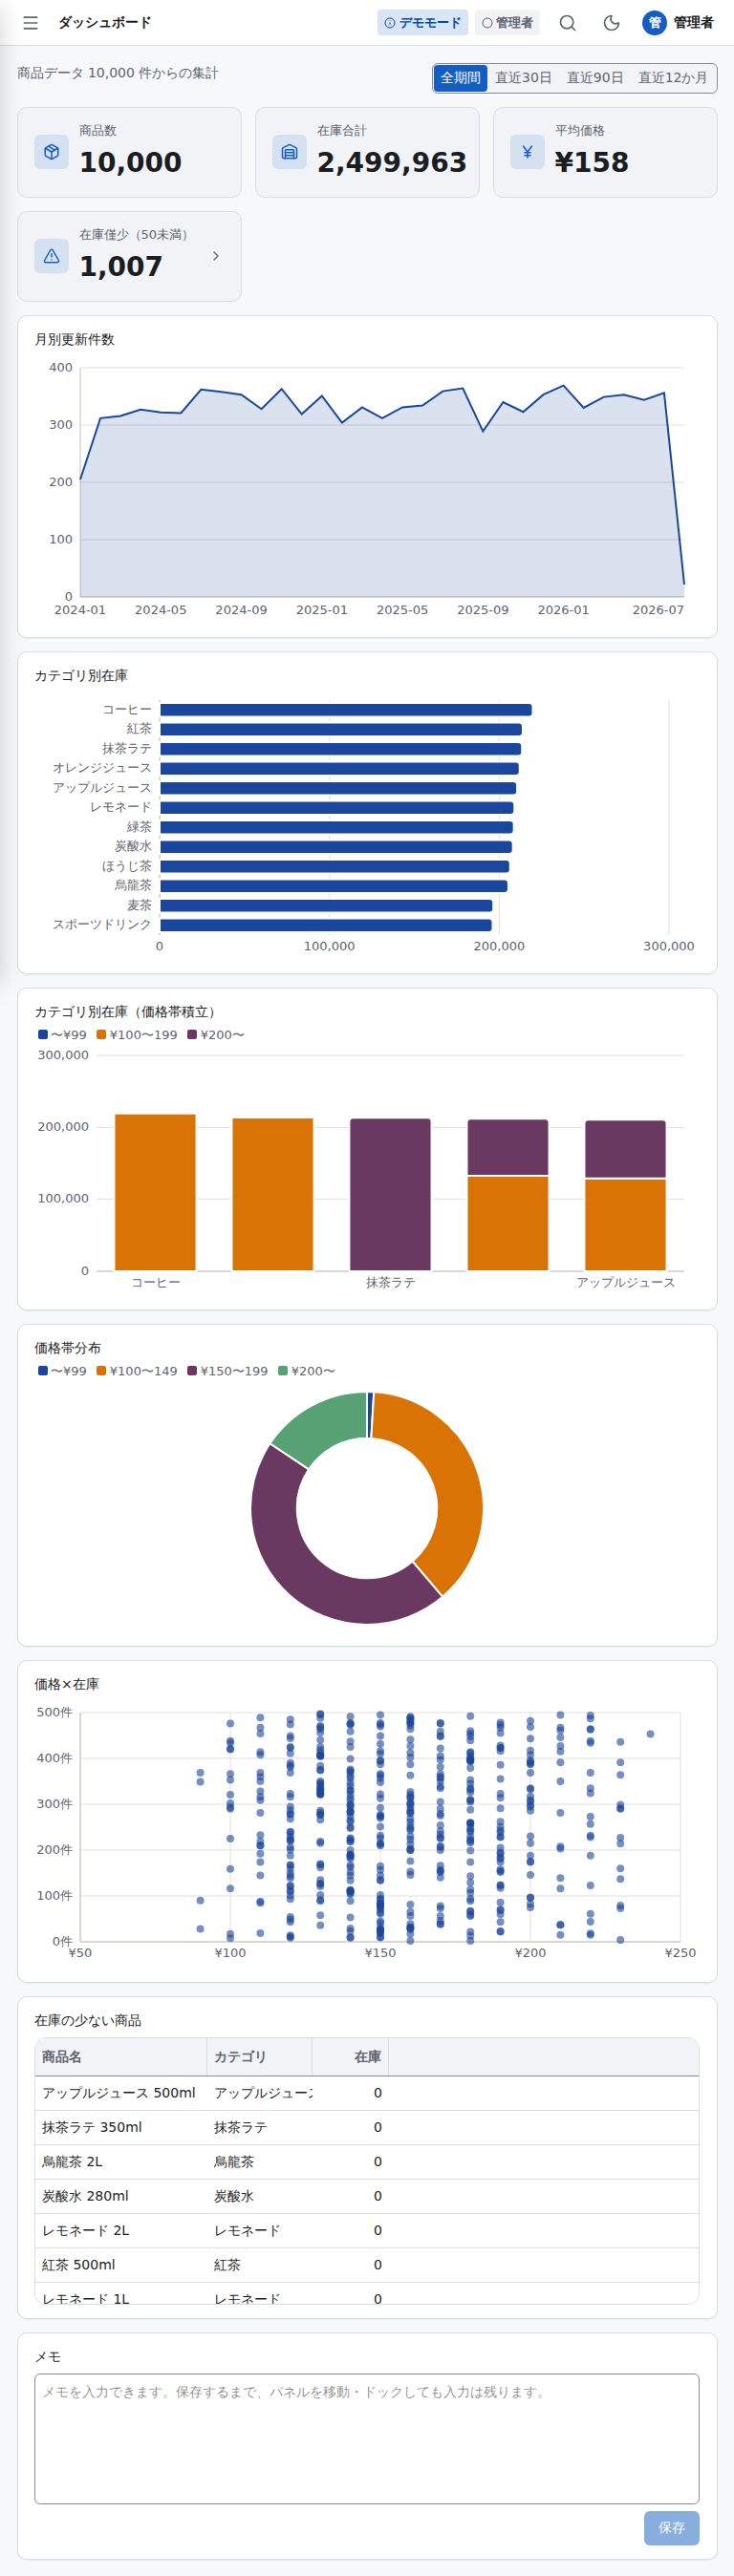 ダッシュボード
デモモード
管理者
管
管理者
商品データ 10,000 件からの集計
全期間 直近30日 直近90日 直近12か月
商品数
10,000
在庫合計
2,499,963
平均価格
¥158
在庫僅少（50未満）
1,007
月別更新件数
400
300
200
100
0
2024-01 2024-05 2024-09 2025-01 2025-05 2025-09 2026-01 2026-07
カテゴリ別在庫
コーヒー
紅茶
抹茶ラテ
オレンジジュース
アップルジュース
レモネード
緑茶
炭酸水
ほうじ茶
烏龍茶
麦茶
スポーツドリンク
0 100,000 200,000 300,000
カテゴリ別在庫（価格帯積立）
〜¥99 ¥100〜199 ¥200〜
300,000
200,000
100,000
0
コーヒー 抹茶ラテ アップルジュース
価格帯分布
〜¥99 ¥100〜149 ¥150〜199 ¥200〜
価格×在庫
500件
400件
300件
200件
100件
0件
¥50 ¥100 ¥150 ¥200 ¥250
在庫の少ない商品
商品名 カテゴリ 在庫
アップルジュース 500ml アップルジュース 0
抹茶ラテ 350ml 抹茶ラテ 0
烏龍茶 2L 烏龍茶 0
炭酸水 280ml 炭酸水 0
レモネード 2L レモネード 0
紅茶 500ml 紅茶 0
レモネード 1L レモネード 0
メモ
メモを入力できます。保存するまで、パネルを移動・ドックしても入力は残ります。
保存